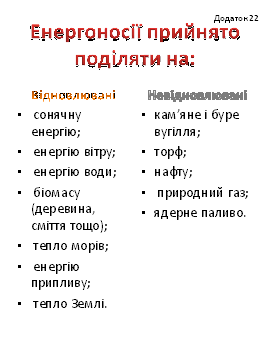 Додаток 22
Енергоносії прийнято
поділяти на:
Відновлювані
• сонячну
енергію;
• енергію вітру;
• енергію води;
• біомасу
(деревина,
сміття тощо);
• тепло морів;
• енергію
припливу;
• тепло Землі.
Невідновлювані
• кам’яне і буре
вугілля;
• торф;
• нафту;
• природний газ;
• ядерне паливо.